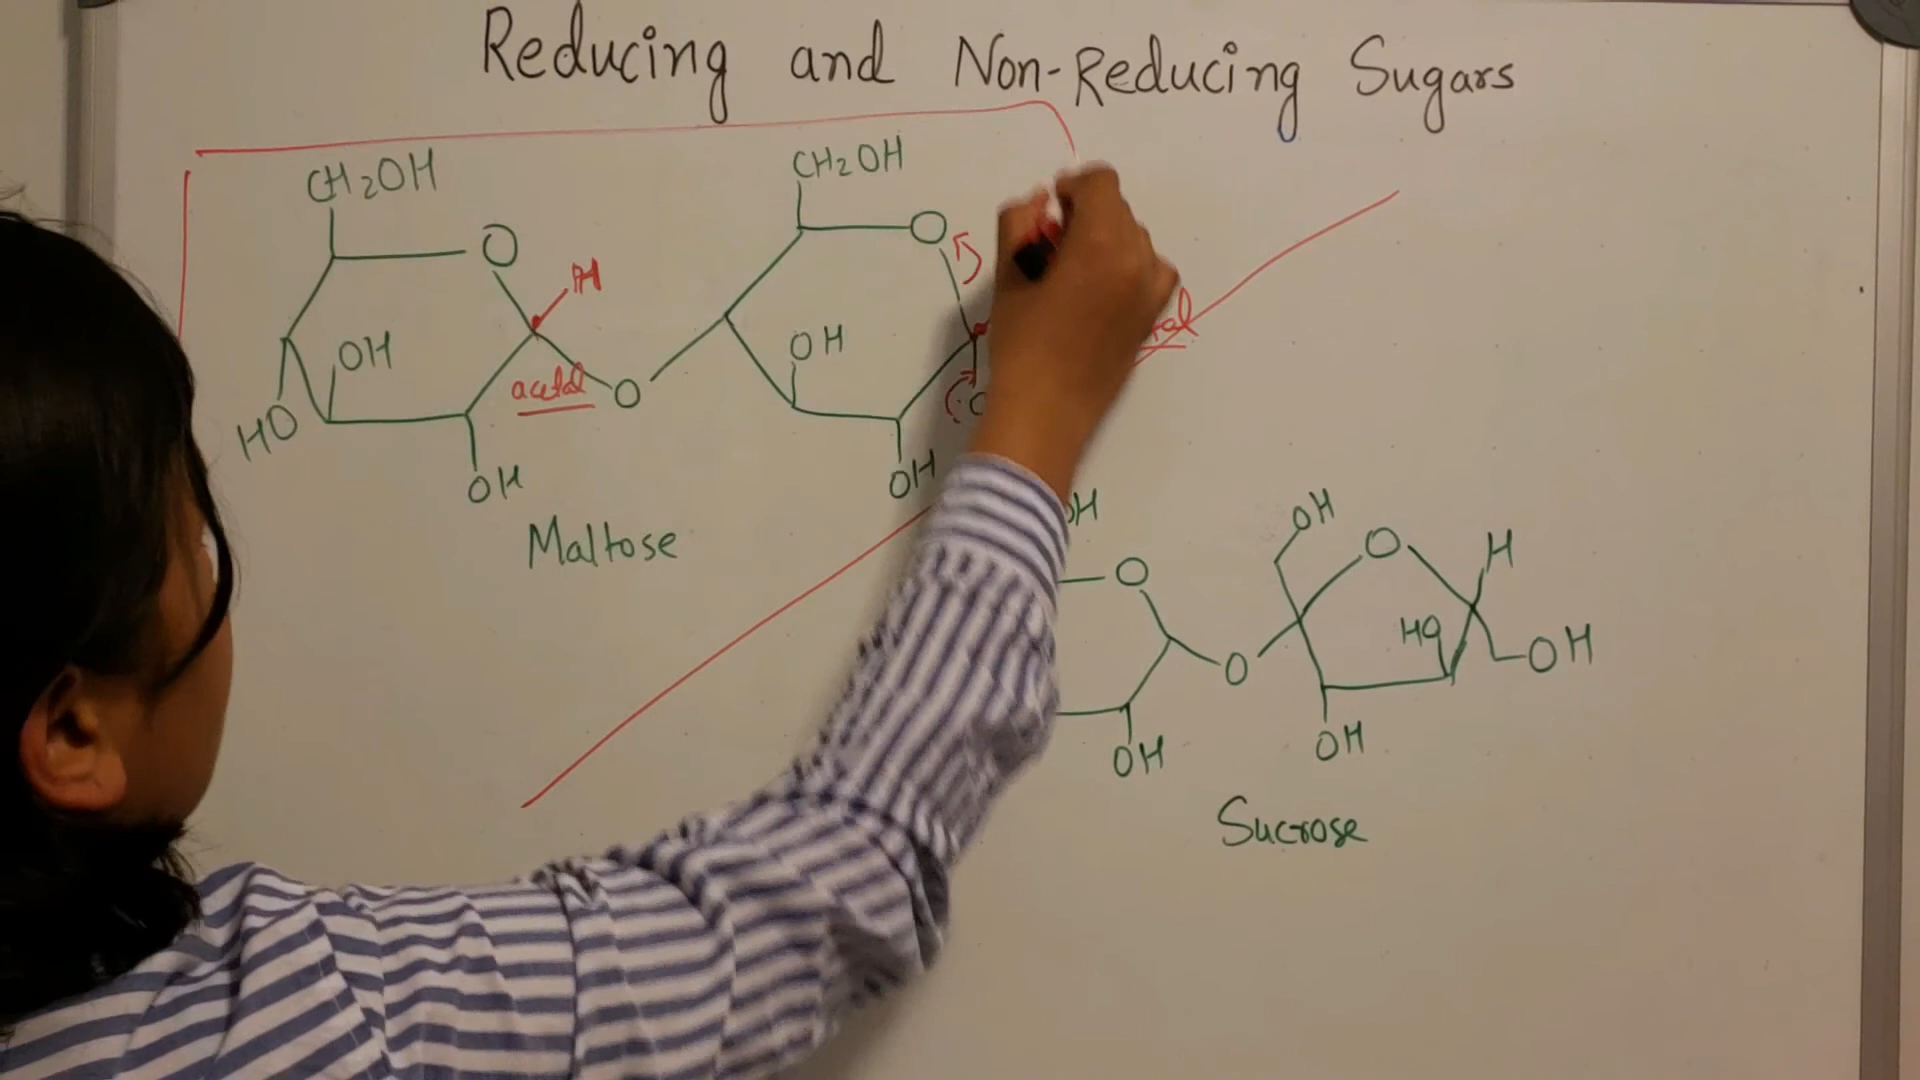 Reducing and Non-Reducing Sugars
CH₂OH
CH₂OH
O
O
H
OH
OH
acetal
O
HO
OH
OH
Maltose
OH
O
H
O
HO
OH
O
OH
OH
Sucrose